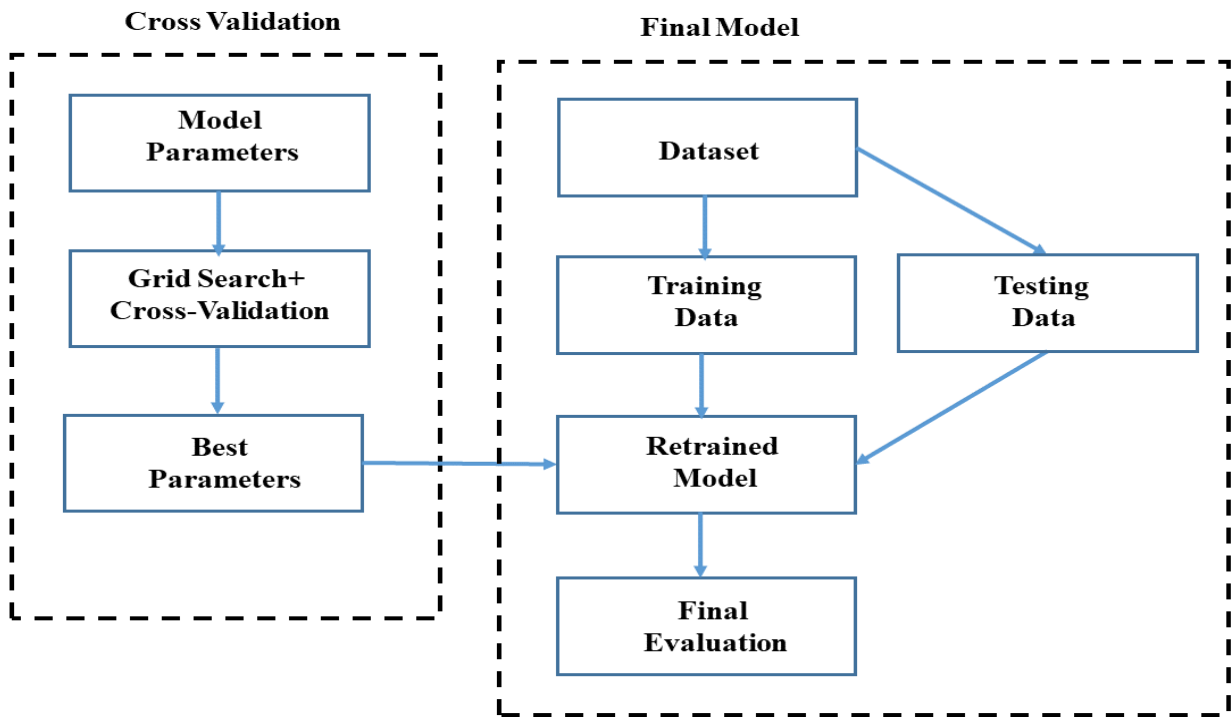 Cross Validation
Model
Parameters
Grid Search+
Cross-Validation
Best
Parameters
Final Model
Dataset
Training
Data
Testing
Data
Retrained
Model
Final
Evaluation